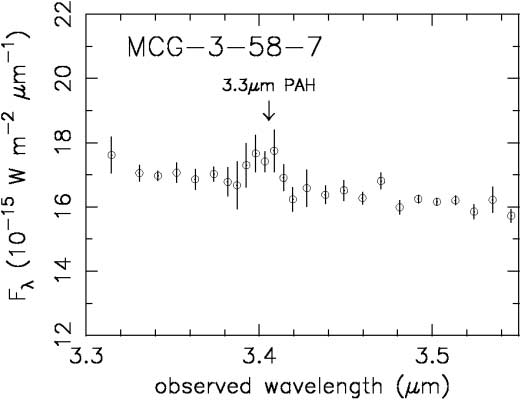 MCG-3-58-7
3.3μm PAH
22
20
18
16
14
12
F_λ (10^−15 W m^−2 μm^−1)
3.3
3.4
3.5
observed wavelength (μm)